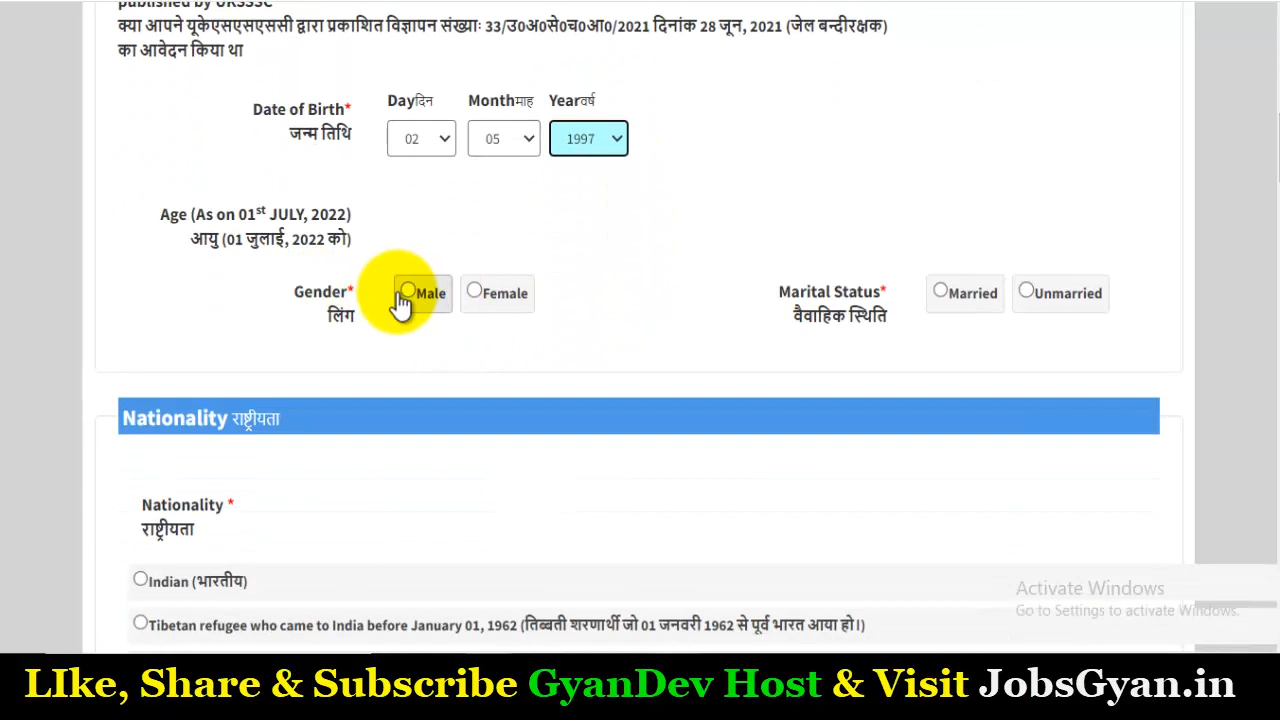 published by UKSSSC
क्या आपने यूकेएसएसएससी द्वारा प्रकाशित विज्ञापन संख्याः 33/उ0अ0से0च0आ0/2021 दिनांक 28 जून, 2021 (जेल बन्दीरक्षक)
का आवेदन किया था
Dayदिन Monthमाह Yearवर्ष
Date of Birth*
जन्म तिथि
02 05 1997
Age (As on 01st JULY, 2022)
आयु (01 जुलाई, 2022 को)
Gender* Male Female Marital Status* Married Unmarried
लिंग वैवाहिक स्थिति
Nationality राष्ट्रीयता
Nationality *
राष्ट्रीयता
Indian (भारतीय)
Tibetan refugee who came to India before January 01, 1962 (तिब्बती शरणार्थी जो 01 जनवरी 1962 से पूर्व भारत आया हो।)
Activate Windows
Go to Settings to activate Windows.
LIke, Share & Subscribe GyanDev Host & Visit JobsGyan.in